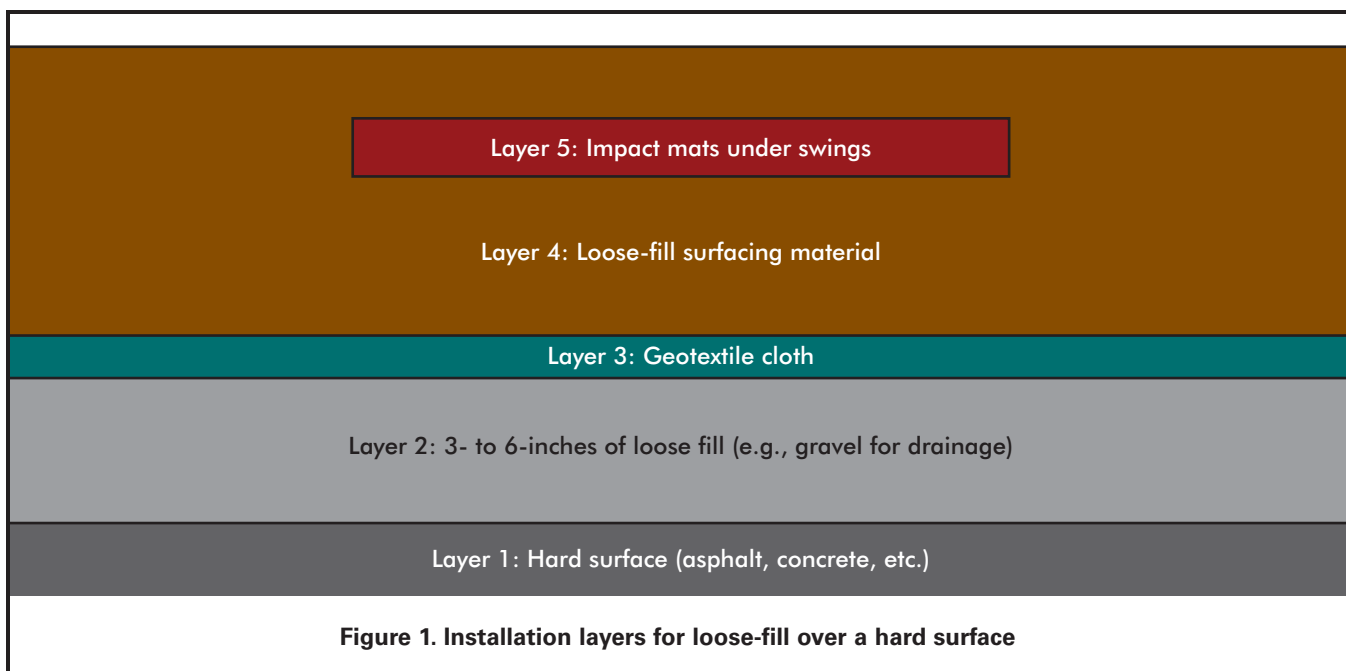 Layer 5: Impact mats under swings
Layer 4: Loose-fill surfacing material
Layer 3: Geotextile cloth
Layer 2: 3- to 6-inches of loose fill (e.g., gravel for drainage)
Layer 1: Hard surface (asphalt, concrete, etc.)
Figure 1. Installation layers for loose-fill over a hard surface